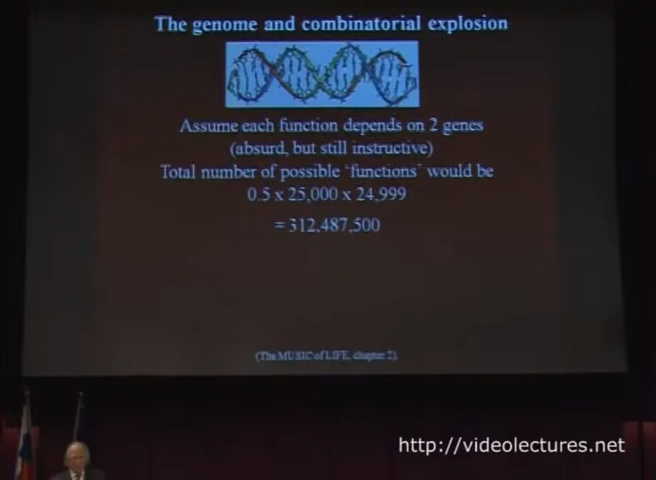 The genome and combinatorial explosion
Assume each function depends on 2 genes
(absurd, but still instructive)
Total number of possible ‘functions’ would be
0.5 x 25,000 x 24,999
= 312,487,500
(The MUSIC of LIFE, chapter 2).
http://videolectures.net